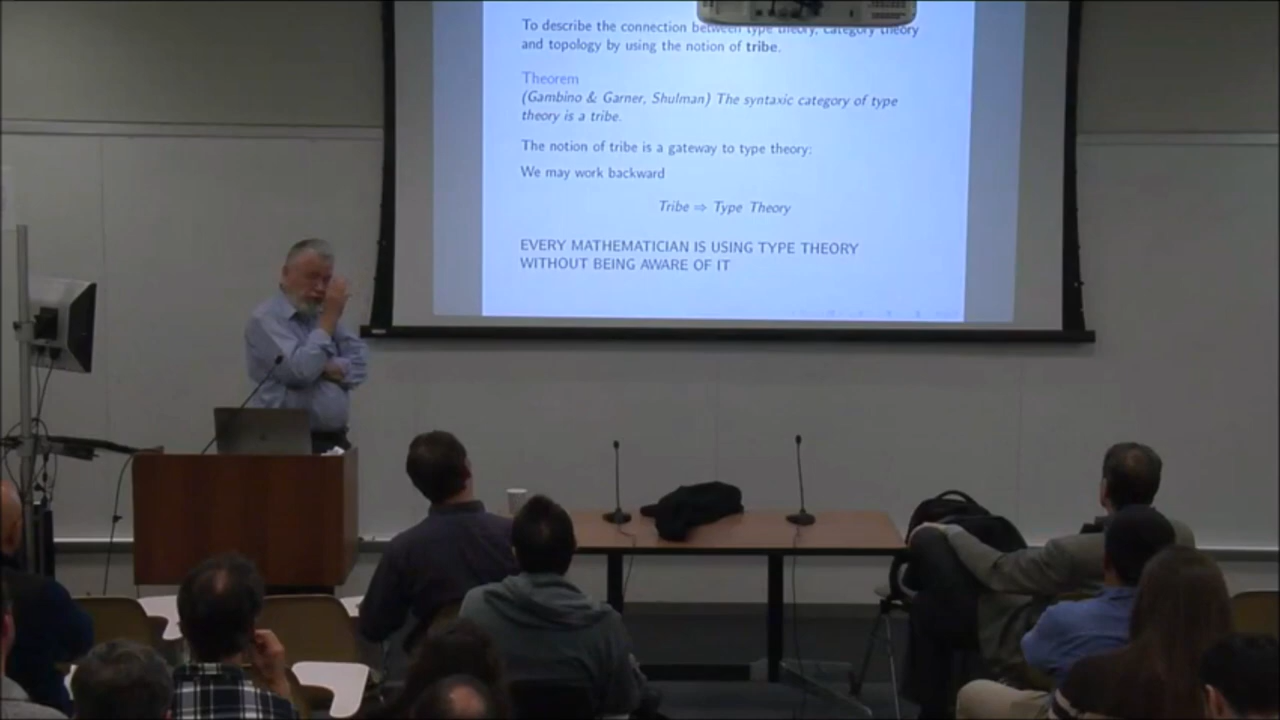 To describe the connection between type theory, category theory
and topology by using the notion of tribe.
Theorem
(Gambino & Garner, Shulman) The syntaxic category of type
theory is a tribe.
The notion of tribe is a gateway to type theory:
We may work backward
Tribe ⇒ Type Theory
EVERY MATHEMATICIAN IS USING TYPE THEORY
WITHOUT BEING AWARE OF IT